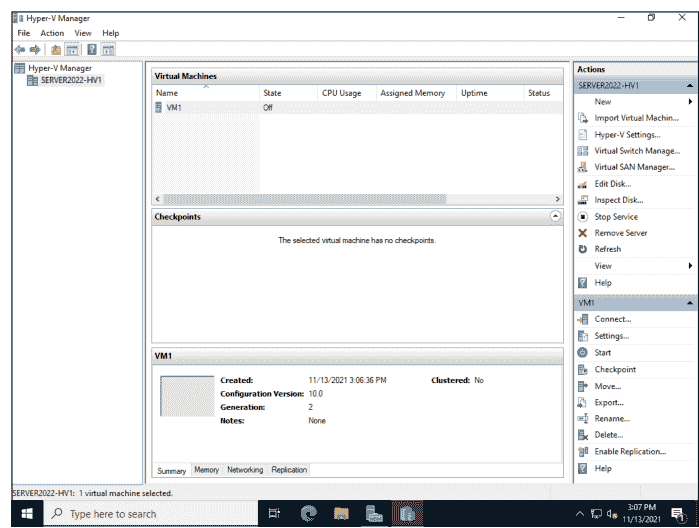 Hyper-V Manager
File Action View Help
Hyper-V Manager
SERVER2022-HV1
Virtual Machines
Name State CPU Usage Assigned Memory Uptime Status
VM1 Off
Checkpoints
The selected virtual machine has no checkpoints.
VM1
Created: 11/13/2021 3:06:36 PM Clustered: No
Configuration Version: 10.0
Generation: 2
Notes: None
Summary Memory Networking Replication
Actions
SERVER2022-HV1
New
Import Virtual Machin...
Hyper-V Settings...
Virtual Switch Manage...
Virtual SAN Manager...
Edit Disk...
Inspect Disk...
Stop Service
Remove Server
Refresh
View
Help
VM1
Connect...
Settings...
Start
Checkpoint
Move...
Export...
Rename...
Delete...
Enable Replication...
Help
SERVER2022-HV1: 1 virtual machine selected.
Type here to search
3:07 PM
11/13/2021